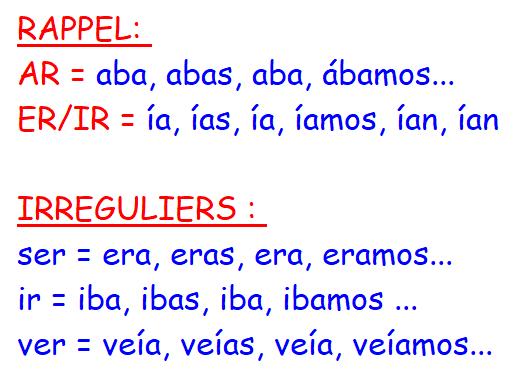 RAPPEL:
AR = aba, abas, aba, ábamos...
ER/IR = ía, ías, ía, íamos, ían, ían
IRREGULIERS :
ser = era, eras, era, eramos...
ir = iba, ibas, iba, ibamos ...
ver = veía, veías, veía, veíamos...